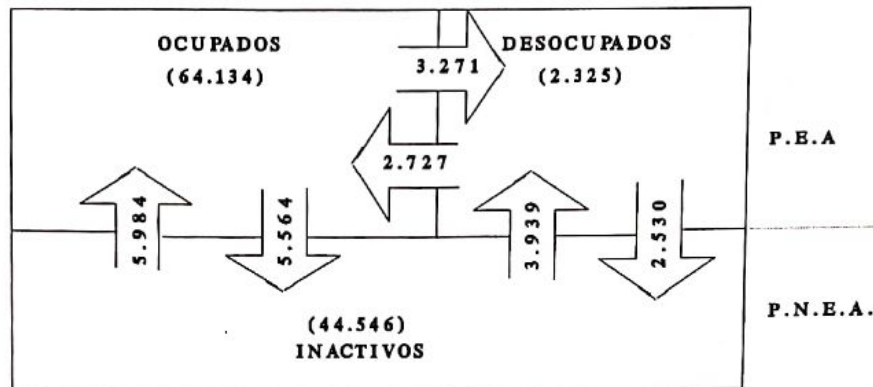 OCUPADOS
(64.134)
DESOCUPADOS
(2.325)
3.271
2.727
P.E.A
5.984
5.564
3.939
2.530
(44.546)
INACTIVOS
P.N.E.A.